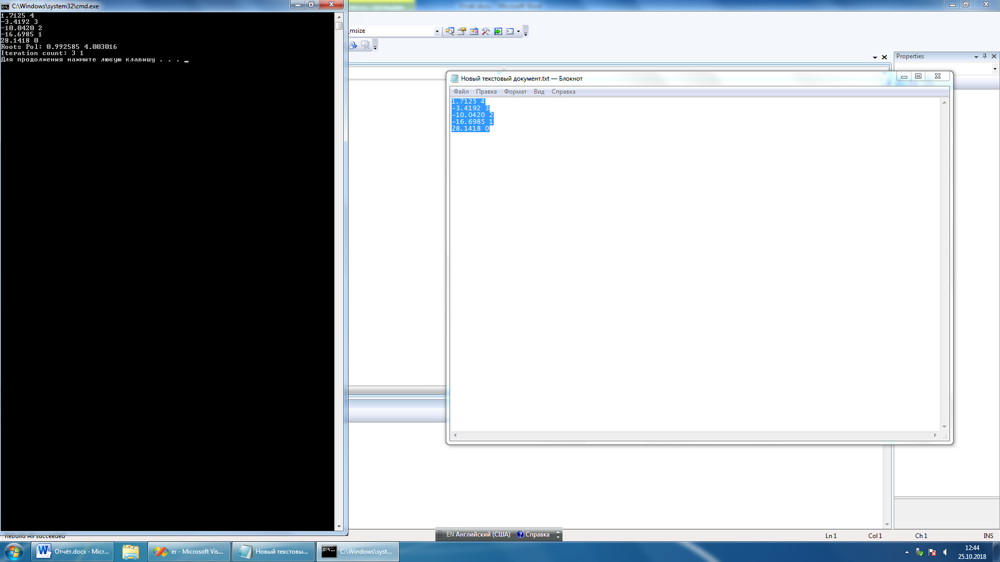 C:\Windows\system32\cmd.exe
1.7125 4
-3.4192 3
-10.0420 2
-16.6985 1
28.1418 0
Roots Pol: 0.992585 4.003016
Iteration count: 3 1
Для продолжения нажмите любую клавишу . . . _
_msize
Properties
Новый текстовый документ.txt — Блокнот
Файл Правка Формат Вид Справка
1.7125 4
-3.4192 3
-10.0420 2
-16.6985 1
28.1418 0
Rebuild All succeeded
EN Английский (США) Справка
Ln 1 Col 1 Ch 1 INS
Отчёт.docx - Micr...
er - Microsoft Vis...
Новый текстовы...
C:\Windows\syst...
12:44
25.10.2018